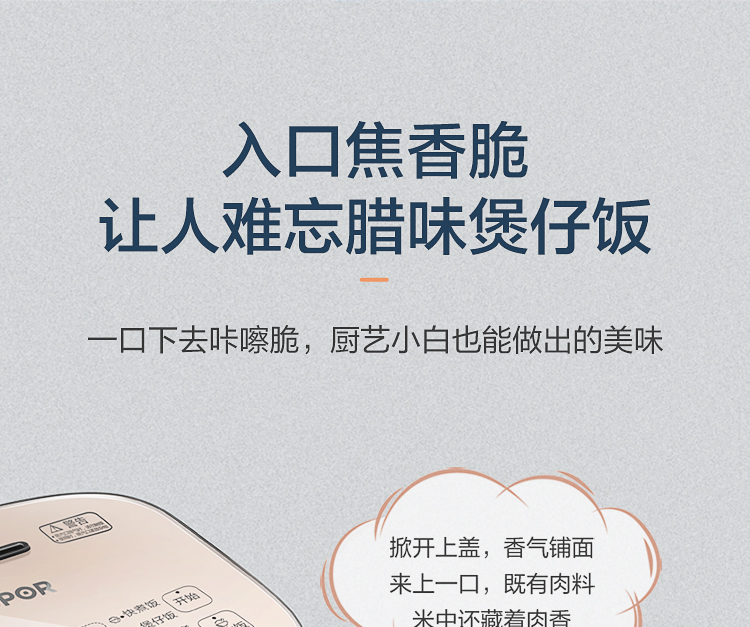 入口焦香脆
让人难忘腊味煲仔饭
一口下去咔嚓脆，厨艺小白也能做出的美味
掀开上盖，香气铺面
来上一口，既有肉料
米中还藏着肉香
警告
POR
快煮饭
开始
煲仔饭
饭